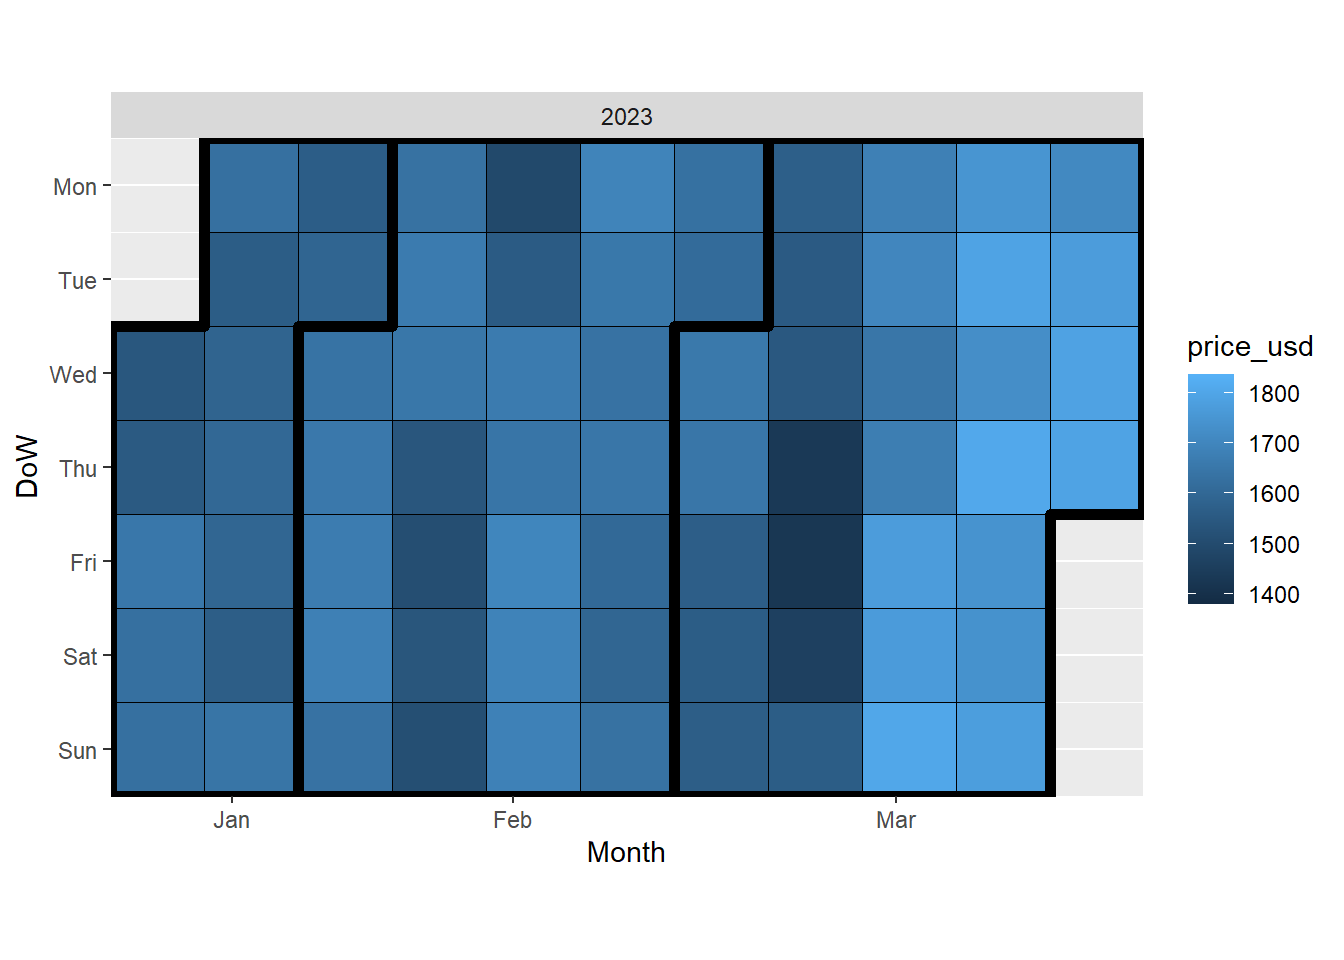 2023
Mon
Tue
Wed
Thu
Fri
Sat
Sun
DoW
Jan Feb Mar
Month
price_usd
1800
1700
1600
1500
1400